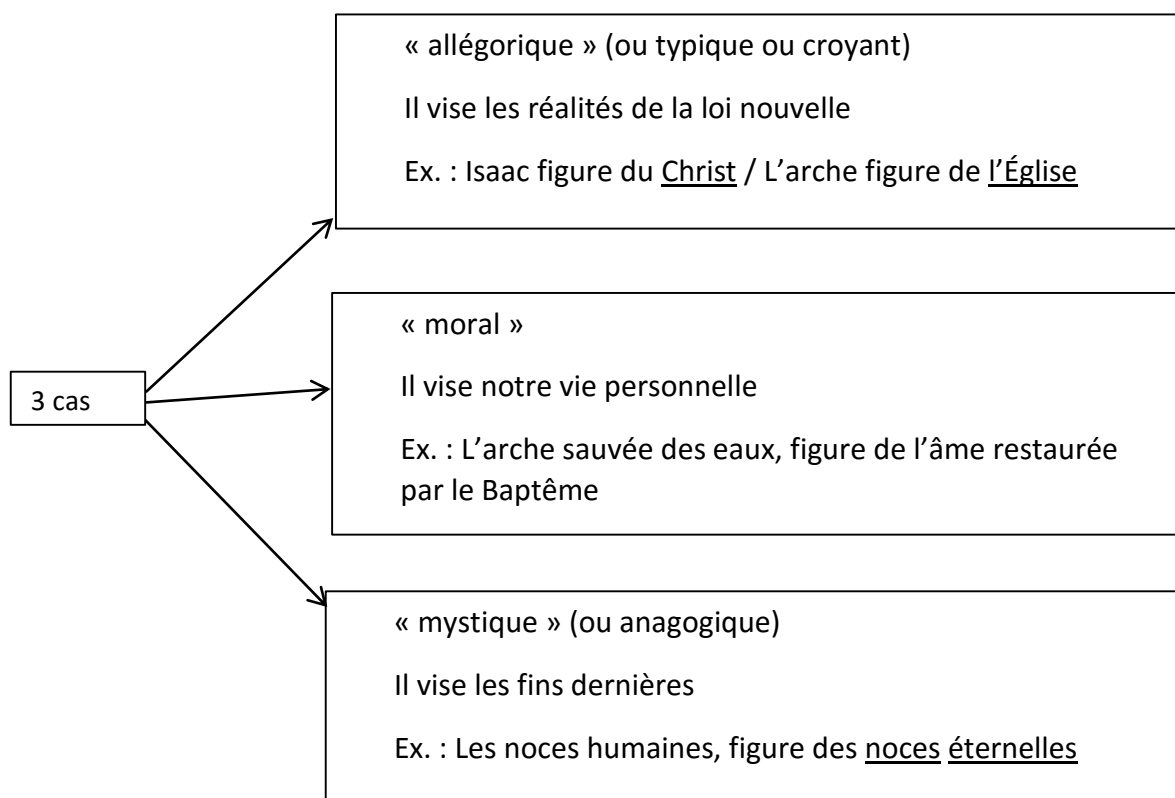 « allégorique » (ou typique ou croyant)
Il vise les réalités de la loi nouvelle
Ex. : Isaac figure du Christ / L’arche figure de l’Église
3 cas
« moral »
Il vise notre vie personnelle
Ex. : L’arche sauvée des eaux, figure de l’âme restaurée
par le Baptême
« mystique » (ou anagogique)
Il vise les fins dernières
Ex. : Les noces humaines, figure des noces éternelles